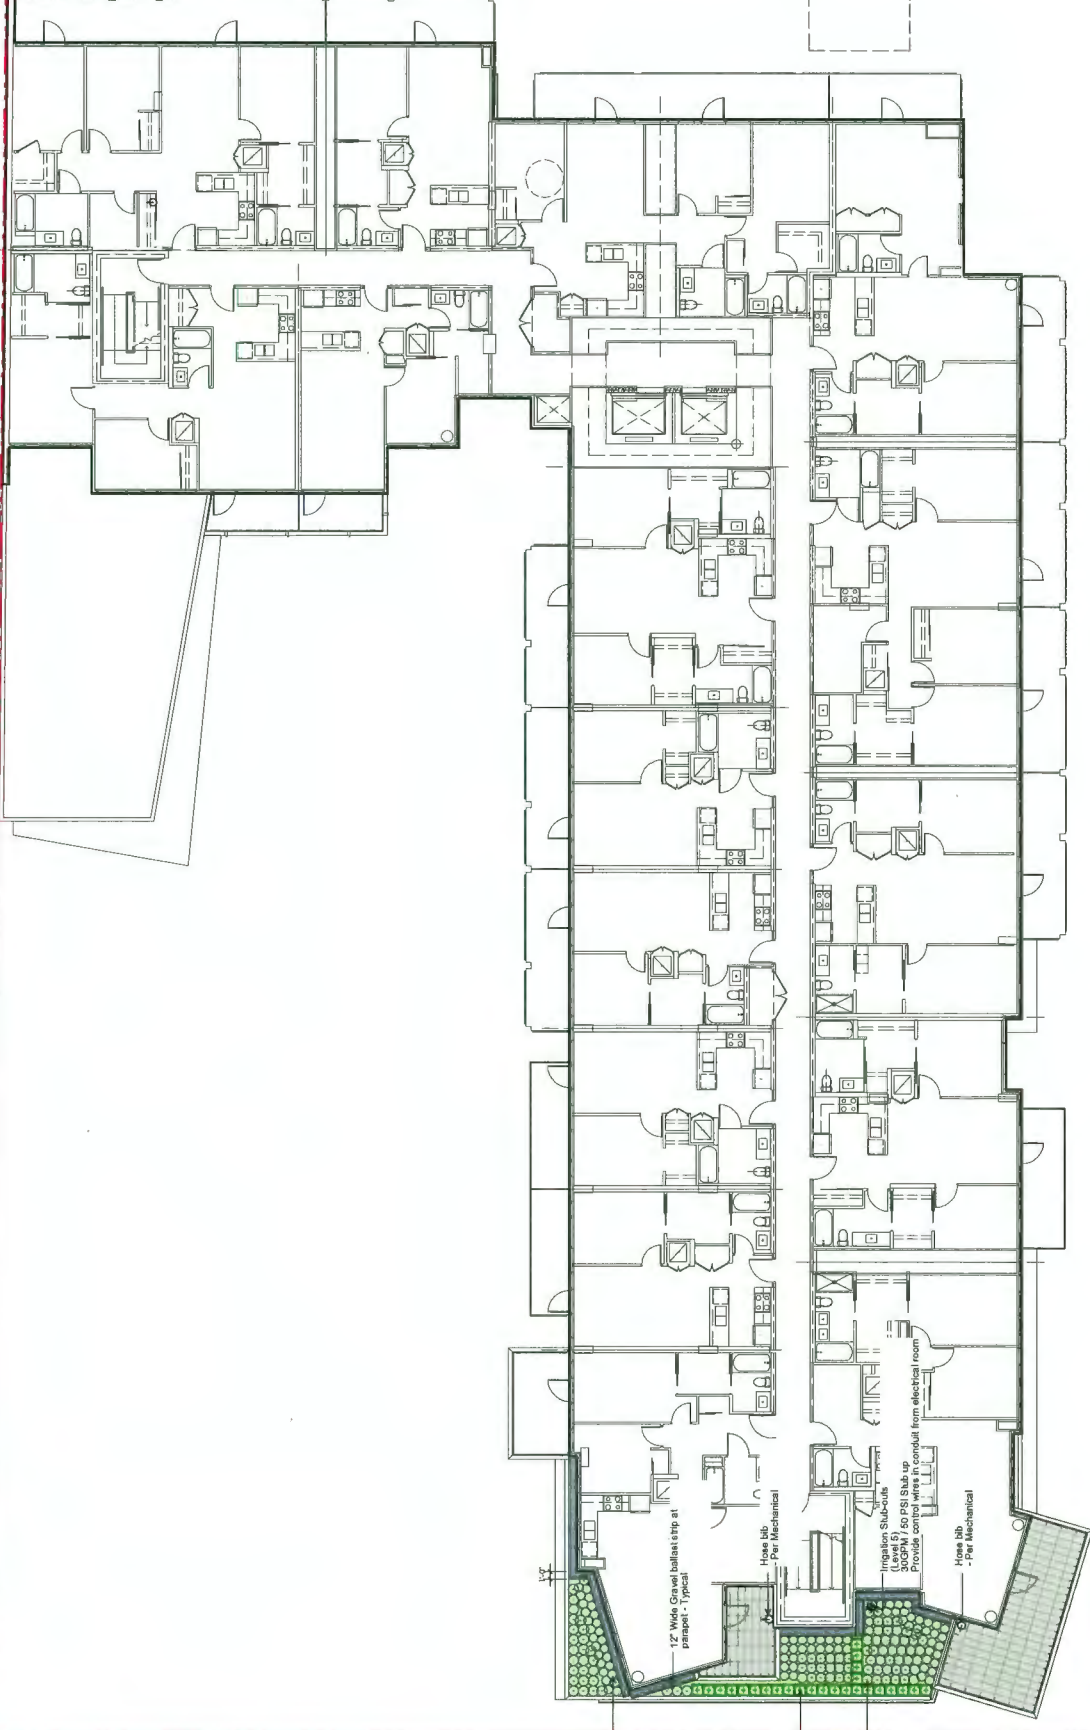 12" Wide Gravel ballast strip at
parapet - Typical
Hose bib
- Per Mechanical
Irrigation Stub-outs
(Level 5)
30GPM / 50 PSI Stub up
Provide control wires in conduit from electrical room
Hose bib
- Per Mechanical